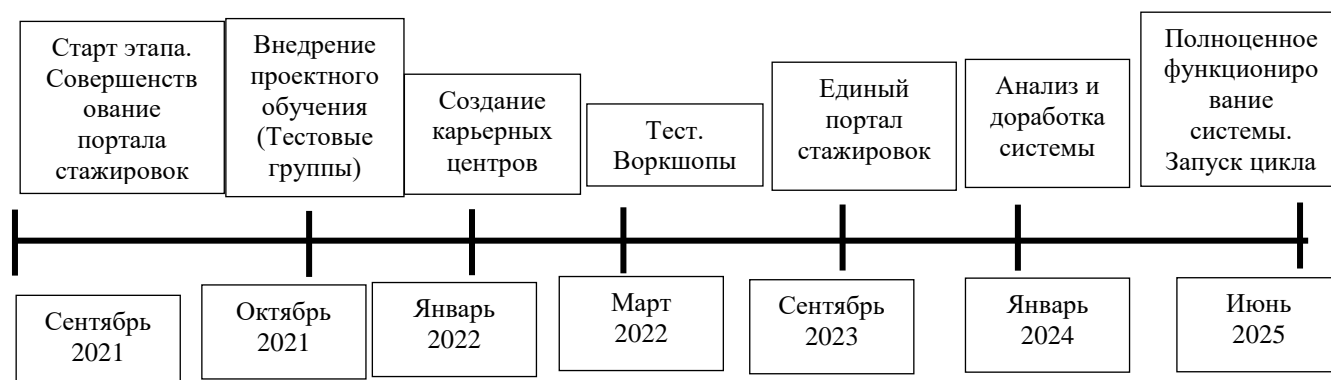 Старт этапа.
Совершенств
ование
портала
стажировок
Внедрение
проектного
обучения
(Тестовые
группы)
Создание
карьерных
центров
Тест.
Воркшопы
Единый
портал
стажировок
Анализ и
доработка
системы
Полноценное
функциониро
вание
системы.
Запуск цикла
Сентябрь
2021
Октябрь
2021
Январь
2022
Март
2022
Сентябрь
2023
Январь
2024
Июнь
2025